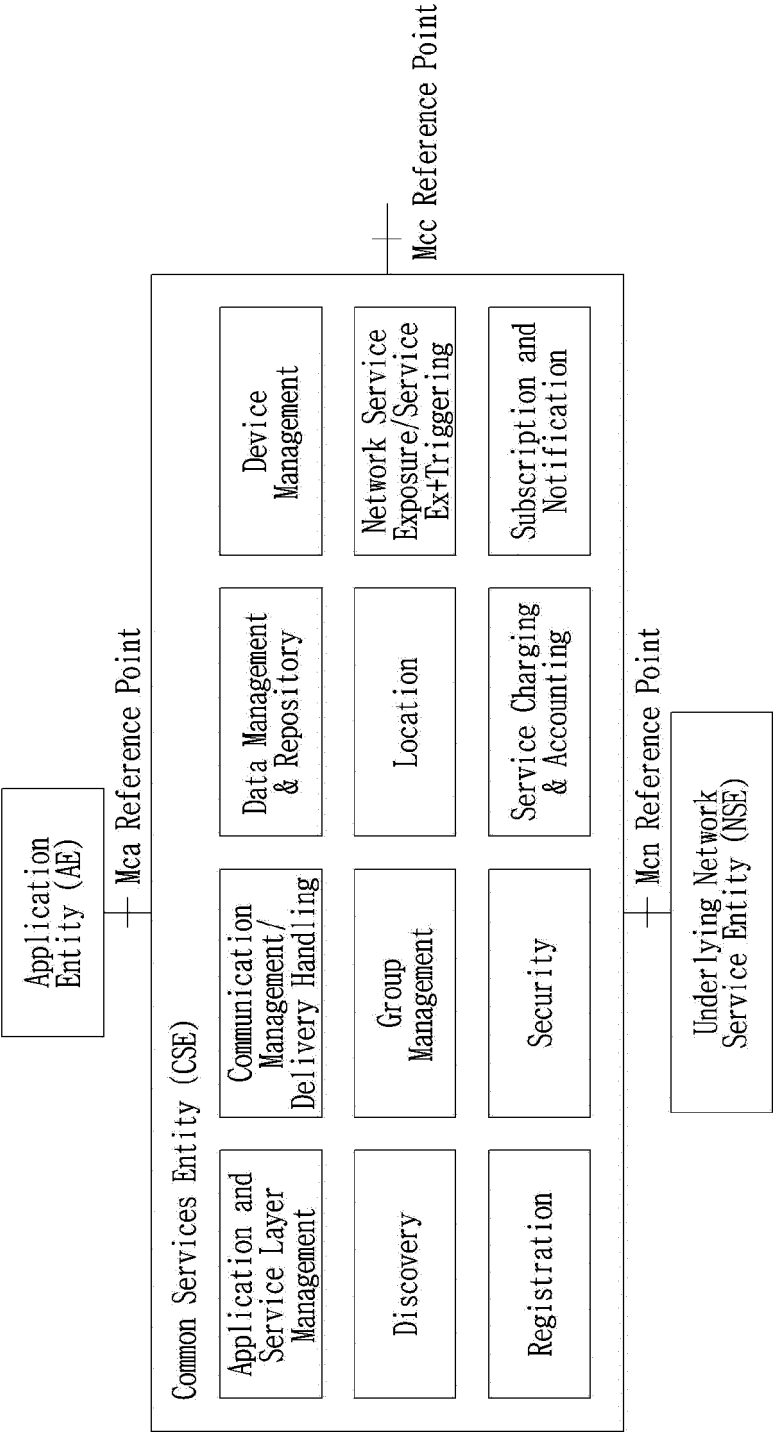 Application
Entity (AE)
Mca Reference Point
Common Services Entity (CSE)
Application and
Service Layer
Management
Communication
Management/
Delivery Handling
Data Management
& Repository
Device
Management
Discovery
Group
Management
Location
Network Service
Exposure/Service
Ex+Triggering
Registration
Security
Service Charging
& Accounting
Subscription and
Notification
Mcc Reference Point
Mcn Reference Point
Underlying Network
Service Entity (NSE)